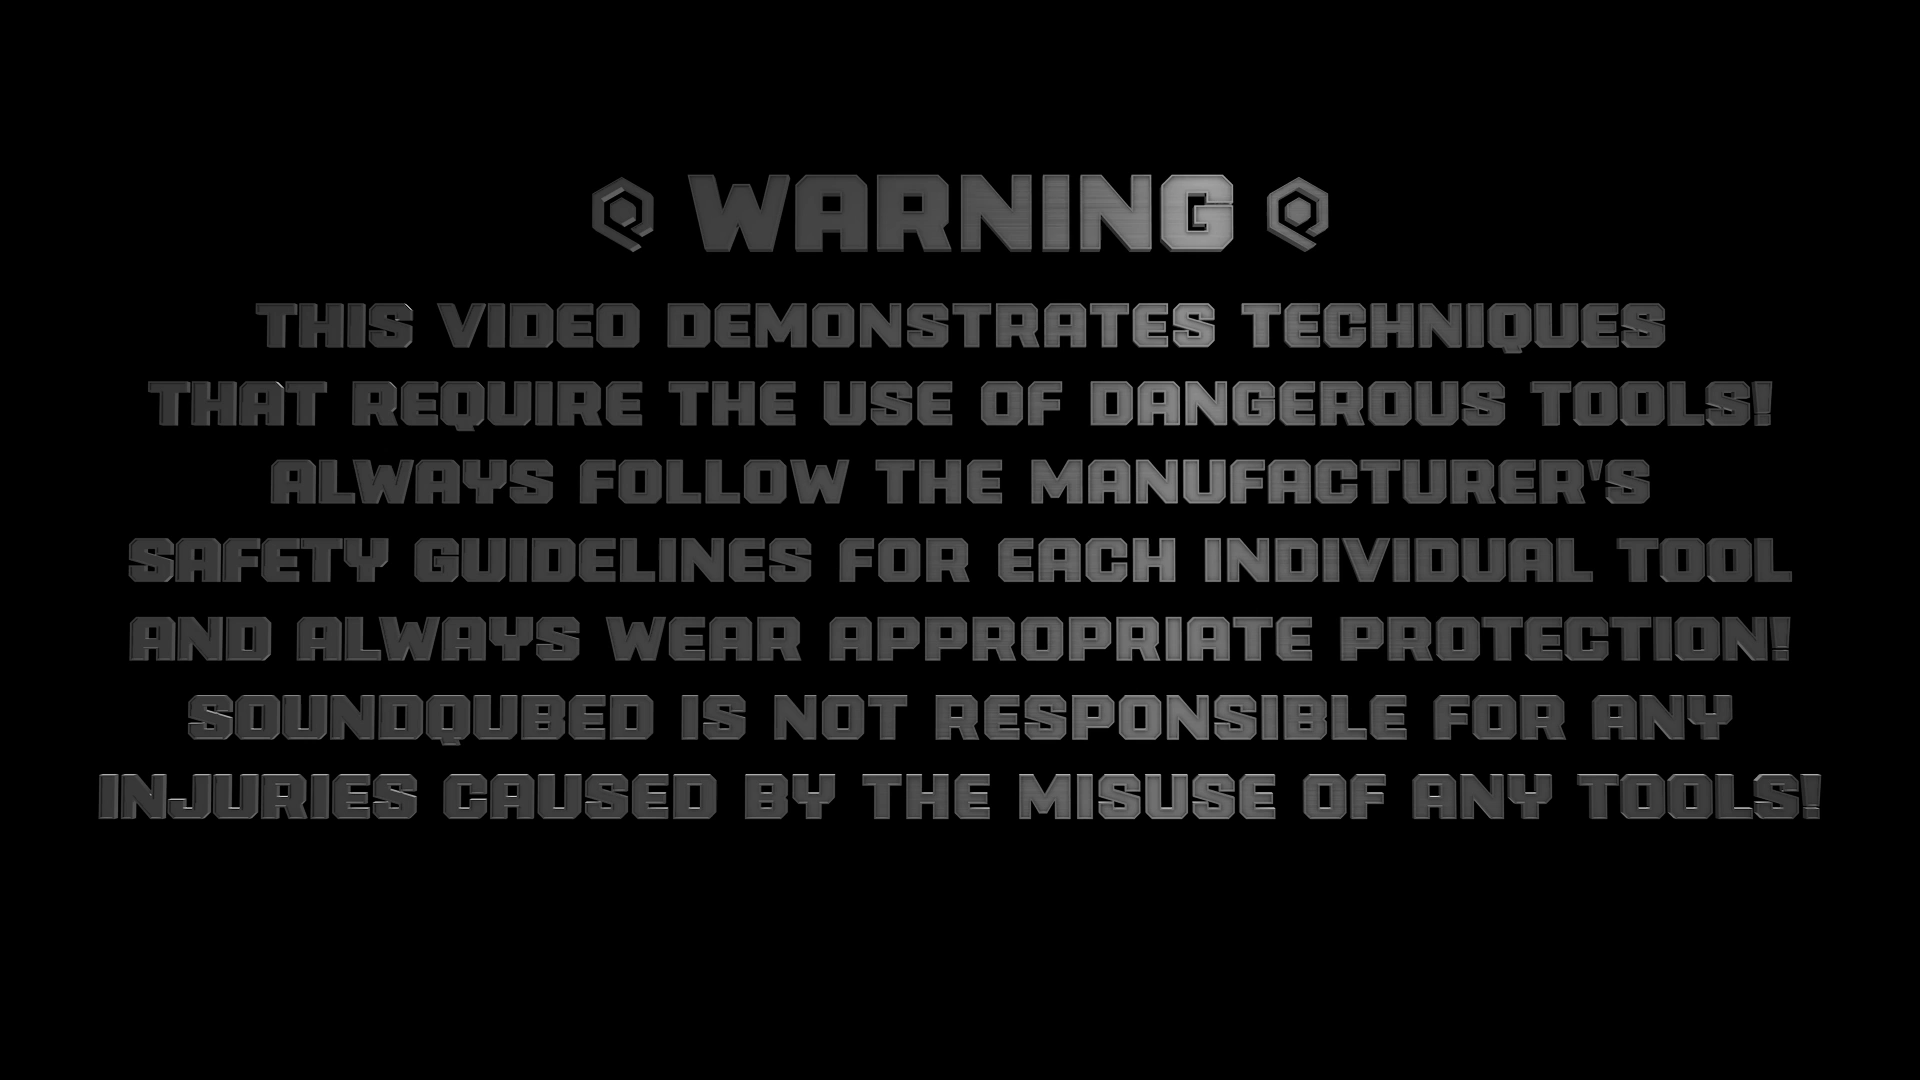 WARNING
THIS VIDEO DEMONSTRATES TECHNIQUES
THAT REQUIRE THE USE OF DANGEROUS TOOLS!
ALWAYS FOLLOW THE MANUFACTURER'S
SAFETY GUIDELINES FOR EACH INDIVIDUAL TOOL
AND ALWAYS WEAR APPROPRIATE PROTECTION!
SOUNDQUBED IS NOT RESPONSIBLE FOR ANY
INJURIES CAUSED BY THE MISUSE OF ANY TOOLS!